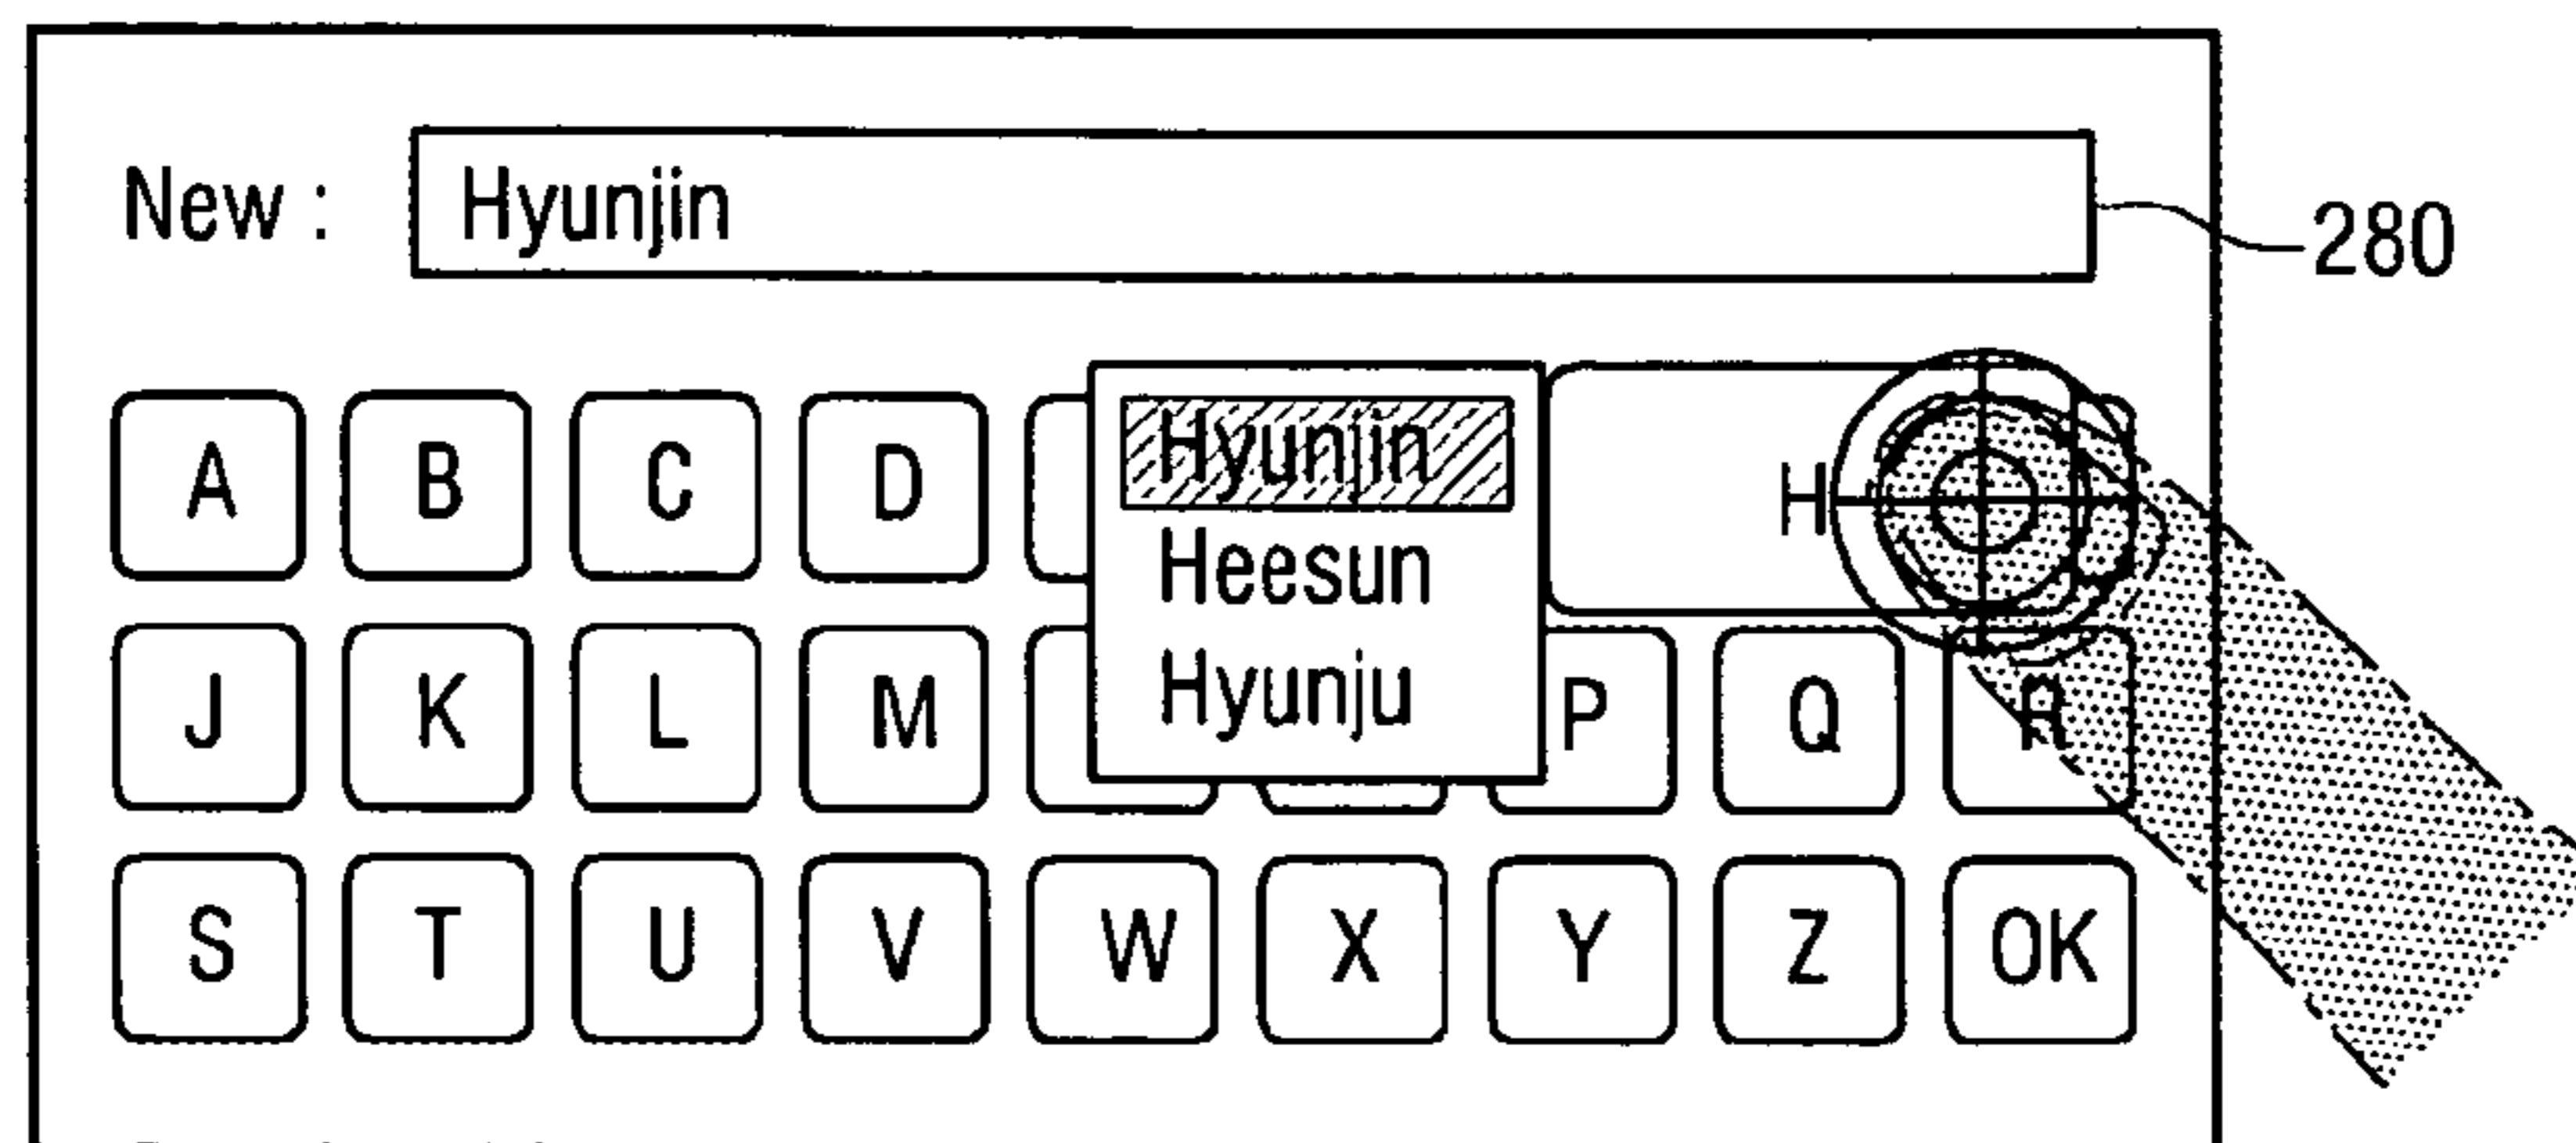 New : Hyunjin
280
A B C D H
Hyunjin
Heesun
Hyunju
J K L M P Q R
S T U V W X Y Z OK